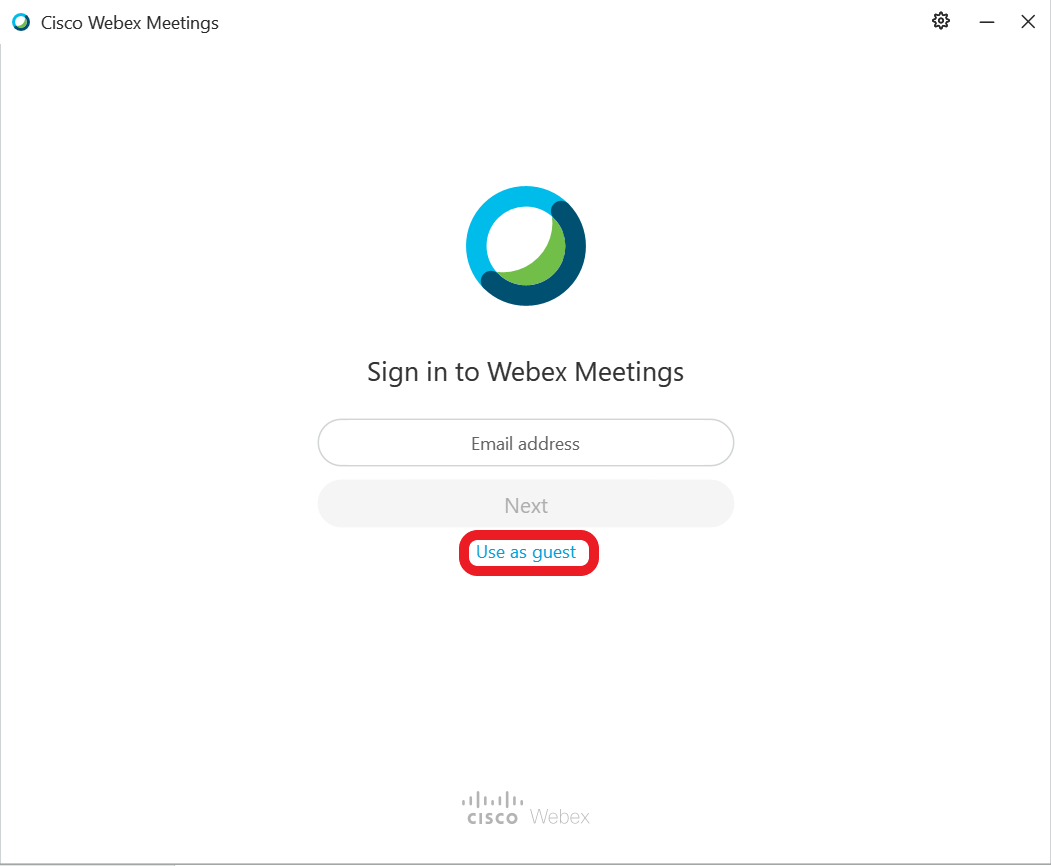 Cisco Webex Meetings
Sign in to Webex Meetings
Email address
Next
Use as guest
CISCO Webex